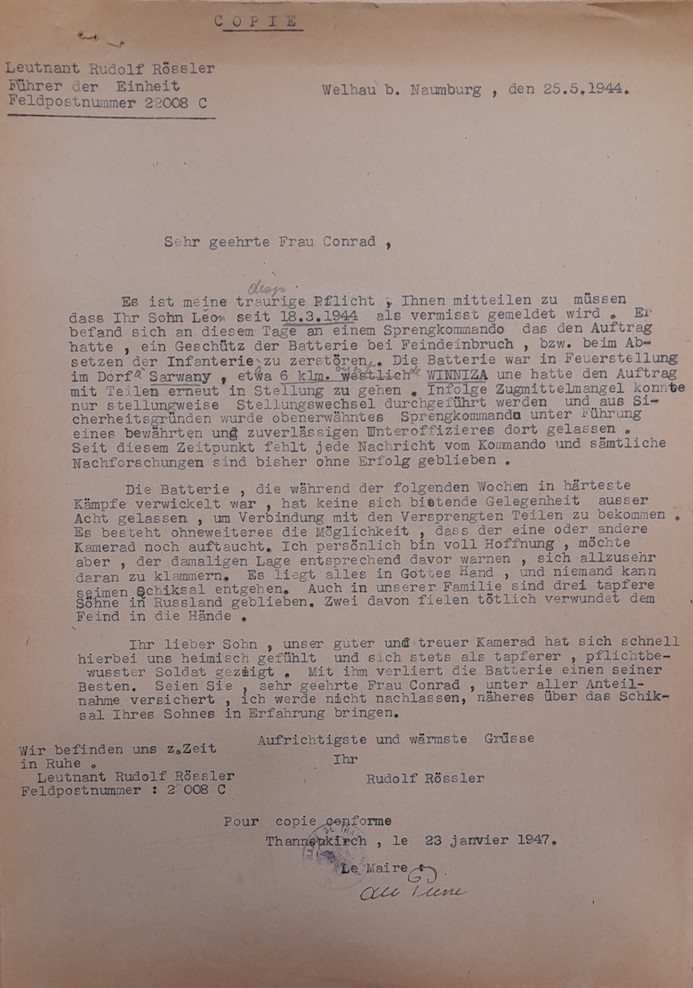 COPIE
Leutnant Rudolf Rössler
Führer der Einheit
Feldpostnummer 22008 C
Welhau b. Naumburg , den 25.5.1944.
Sehr geehrte Frau Conrad ,
Es ist meine traurige Pflicht , Ihnen mitteilen zu müssen
dass Ihr Sohn Léon seit 18.3.1944 als vermisst gemeldet wird . Er
befand sich an diesem Tage an einem Sprengkommando das den Auftrag
hatte , ein Geschütz der Batterie bei Feindeinbruch , bzw. beim Ab-
setzen der Infanterie zu zerstören . Die Batterie war in Feuerstellung
im Dorfe Sarwany , etwa 6 klm. westlich WINNIZA une hatte den Auftrag
mit Teilen erneut in Stellung zu gehen . Infolge Zugmittelmangel konnte
nur stellungweise Stellungswechsel durchgeführt werden und aus Si-
cherheitsgründen wurde obenerwähntes Sprengkommando unter Führung
eines bewährten und zuverlässigen Unteroffizieres dort gelassen .
Seit diesem Zeitpunkt fehlt jede Nachricht vom Kommando und sämtliche
Nachforschungen sind bisher ohne Erfolg geblieben .
Die Batterie , die während der folgenden Wochen in härteste
Kämpfe verwickelt war , hat keine sich bietende Gelegenheit ausser
Acht gelassen , um Verbindung mit den Versprengten Teilen zu bekommen .
Es besteht ohneweiteres die Möglichkeit , dass der eine oder andere
Kamerad noch auftaucht. Ich persönlich bin voll Hoffnung , möchte
aber , der damaligen Lage entsprechend davor warnen , sich allzusehr
daran zu klammern. Es liegt alles in Gottes Hand , und niemand kann
seimen Schiksal entgehen. Auch in unserer Familie sind drei tapfere
Söhne in Russland geblieben. Zwei davon fielen tötlich verwundet dem
Feind in die Hände .
Ihr lieber Sohn , unser guter und treuer Kamerad hat sich schnell
hierbei uns heimisch gefühlt und sich stets als tapferer , pflichtbe-
wusster Soldat gezeigt . Mit ihm verliert die Batterie einen seiner
Besten. Seien Sie , sehr geehrte Frau Conrad , unter aller Anteil-
nahme versichert , ich werde nicht nachlassen, näheres über das Schik-
sal Ihres Sohnes in Erfahrung bringen.
Aufrichtigste und wärmste Grüsse
Ihr
Rudolf Rössler
Wir befinden uns z.Zeit
in Ruhe .
Leutnant Rudolf Rössler
Feldpostnummer : 22008 C
Pour copie conforme
Thannenkirch , le 23 janvier 1947.
Le Maire :